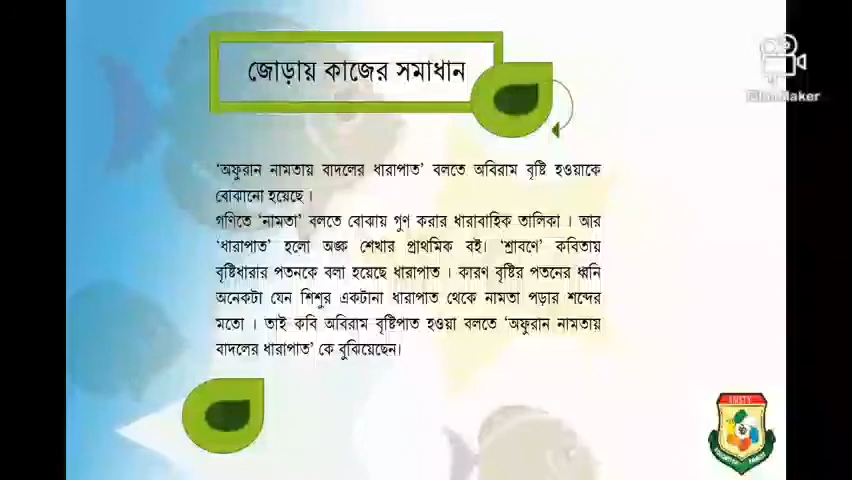 জোড়ায় কাজের সমাধান
‘অফুরান নামতায় বাদলের ধারাপাত’ বলতে অবিরাম বৃষ্টি হওয়াকে
বোঝানো হয়েছে ।
গণিতে ‘নামতা’ বলতে বোঝায় গুণ করার ধারাবাহিক তালিকা । আর
‘ধারাপাত’ হলো অঙ্ক শেখার প্রাথমিক বই। ‘শ্রাবণে’ কবিতায়
বৃষ্টিধারার পতনকে বলা হয়েছে ধারাপাত । কারণ বৃষ্টির পতনের ধ্বনি
অনেকটা যেন শিশুর একটানা ধারাপাত থেকে নামতা পড়ার শব্দের
মতো । তাই কবি অবিরাম বৃষ্টিপাত হওয়া বলতে ‘অফুরান নামতায়
বাদলের ধারাপাত’ কে বুঝিয়েছেন।